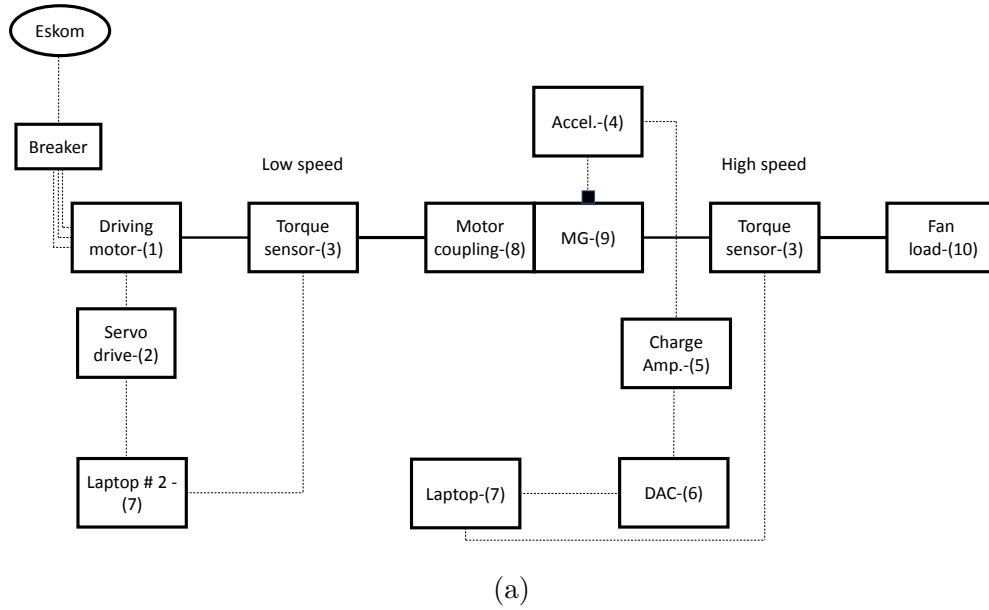 Eskom
Breaker
Accel.-(4)
Low speed
High speed
Driving
motor-(1)
Torque
sensor-(3)
Motor
coupling-(8)
MG-(9)
Torque
sensor-(3)
Fan
load-(10)
Servo
drive-(2)
Charge
Amp.-(5)
Laptop # 2 -
(7)
Laptop-(7)
DAC-(6)
(a)